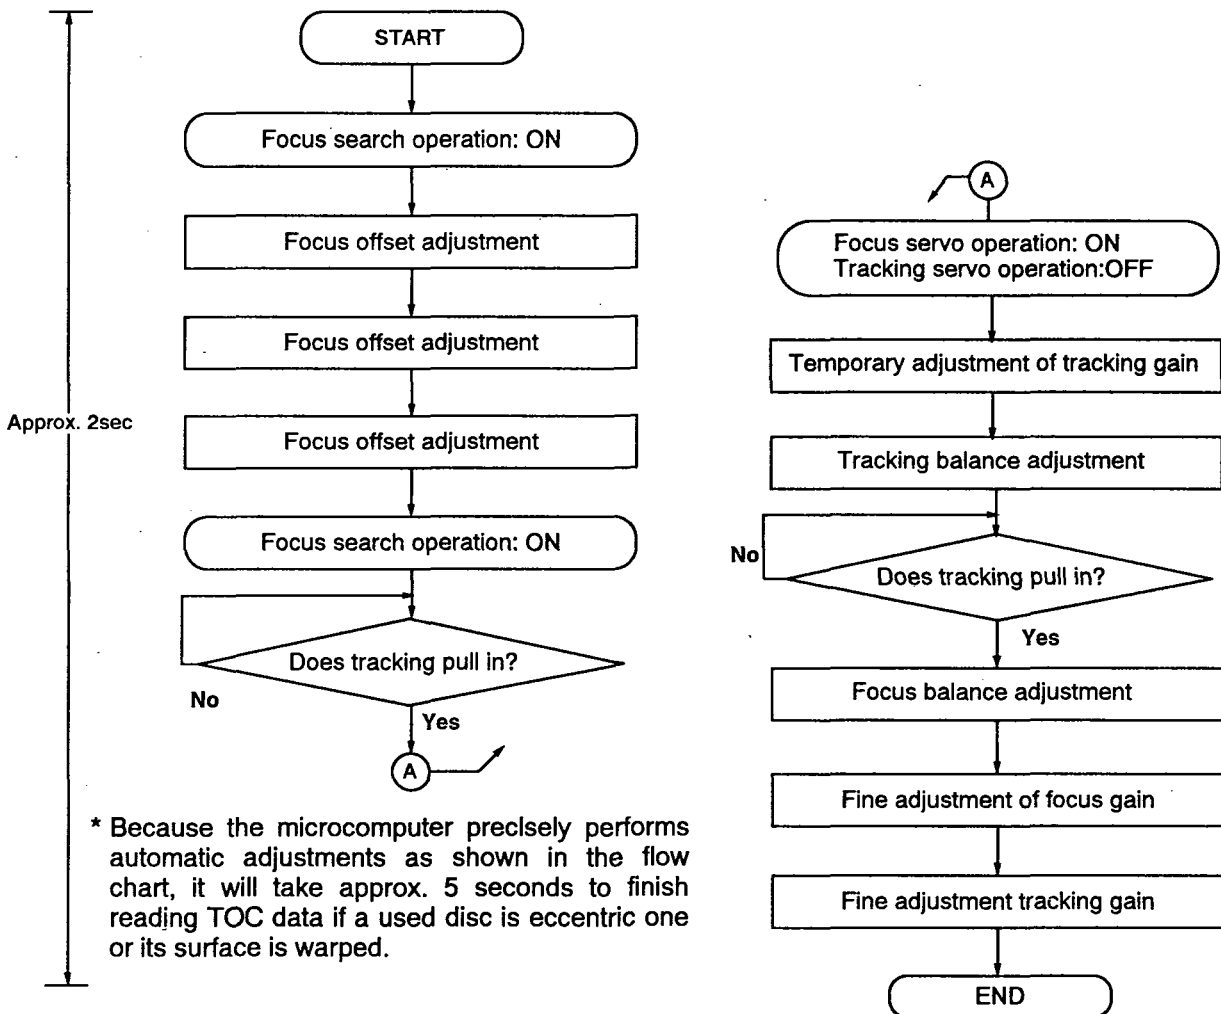 START
Focus search operation: ON
Focus offset adjustment
Focus offset adjustment
Focus offset adjustment
Approx. 2sec
Focus search operation: ON
Does tracking pull in?
No
Yes
A
* Because the microcomputer precisely performs
automatic adjustments as shown in the flow
chart, it will take approx. 5 seconds to finish
reading TOC data if a used disc is eccentric one
or its surface is warped.
A
Focus servo operation: ON
Tracking servo operation:OFF
Temporary adjustment of tracking gain
Tracking balance adjustment
No
Does tracking pull in?
Yes
Focus balance adjustment
Fine adjustment of focus gain
Fine adjustment tracking gain
END